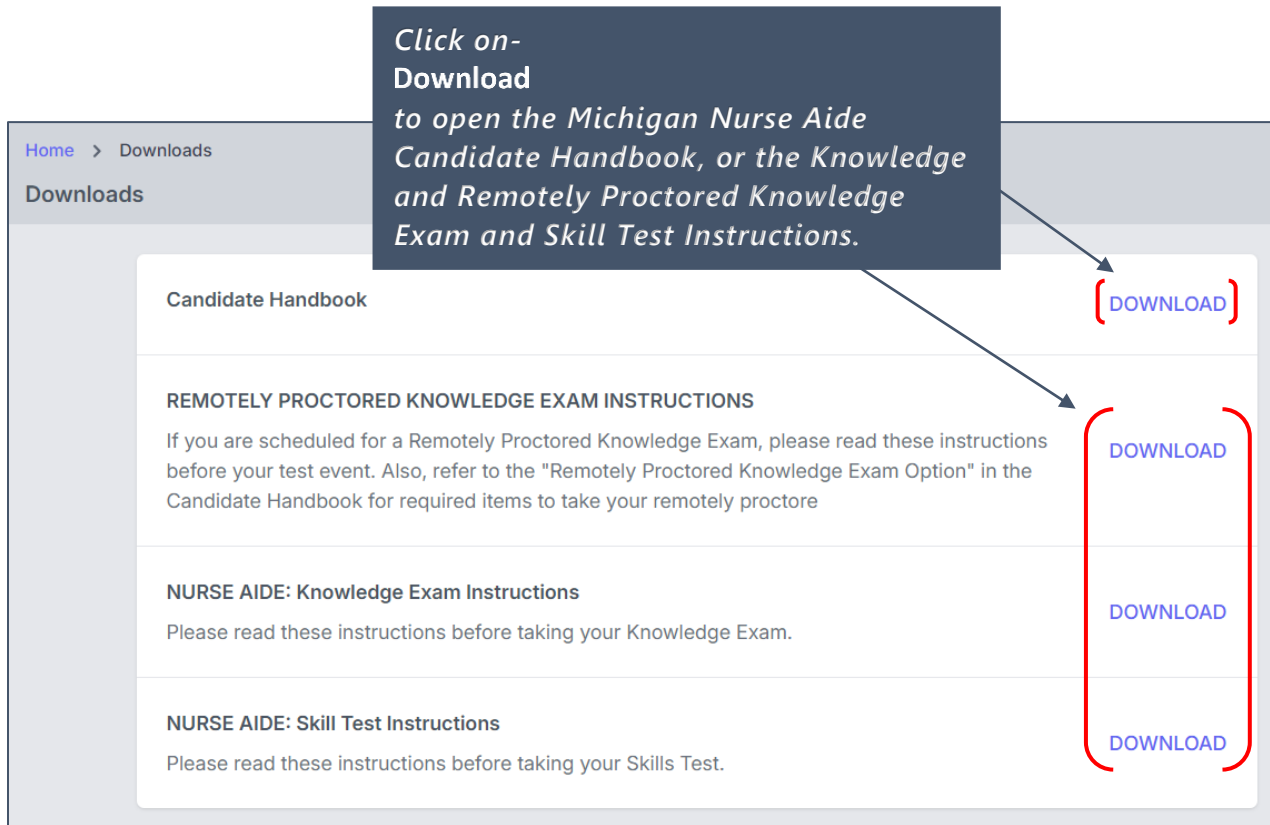 Click on-
Download
to open the Michigan Nurse Aide
Candidate Handbook, or the Knowledge
and Remotely Proctored Knowledge
Exam and Skill Test Instructions.
Home > Downloads
Downloads
Candidate Handbook
DOWNLOAD
REMOTELY PROCTORED KNOWLEDGE EXAM INSTRUCTIONS
If you are scheduled for a Remotely Proctored Knowledge Exam, please read these instructions
before your test event. Also, refer to the "Remotely Proctored Knowledge Exam Option" in the
Candidate Handbook for required items to take your remotely proctore
DOWNLOAD
NURSE AIDE: Knowledge Exam Instructions
Please read these instructions before taking your Knowledge Exam.
DOWNLOAD
NURSE AIDE: Skill Test Instructions
Please read these instructions before taking your Skills Test.
DOWNLOAD